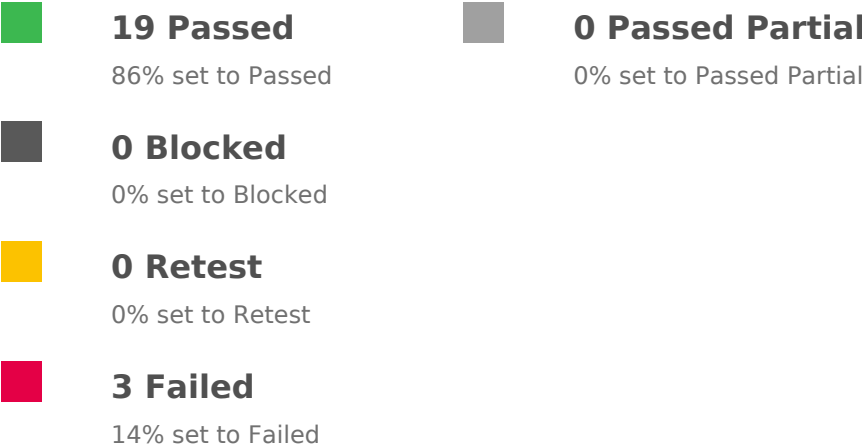 19 Passed
86% set to Passed
0 Blocked
0% set to Blocked
0 Retest
0% set to Retest
3 Failed
14% set to Failed
0 Passed Partial
0% set to Passed Partial